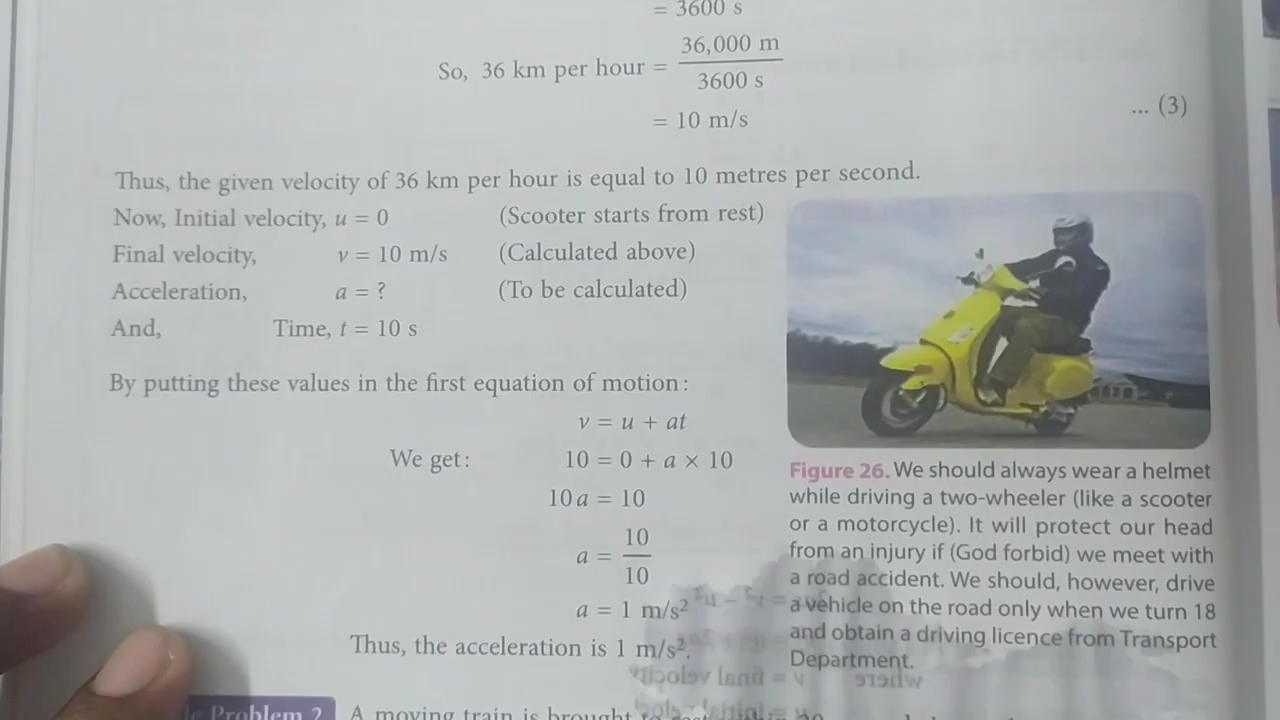 = 3600 s
So, 36 km per hour = 36,000 m / 3600 s
= 10 m/s
... (3)
Thus, the given velocity of 36 km per hour is equal to 10 metres per second.
Now, Initial velocity, u = 0 (Scooter starts from rest)
Final velocity, v = 10 m/s (Calculated above)
Acceleration, a = ? (To be calculated)
And, Time, t = 10 s
By putting these values in the first equation of motion:
v = u + at
We get: 10 = 0 + a × 10
10 a = 10
a = 10 / 10
a = 1 m/s²
Thus, the acceleration is 1 m/s².
Figure 26. We should always wear a helmet
while driving a two-wheeler (like a scooter
or a motorcycle). It will protect our head
from an injury if (God forbid) we meet with
a road accident. We should, however, drive
a vehicle on the road only when we turn 18
and obtain a driving licence from Transport
Department.
Problem 2 A moving train is brought